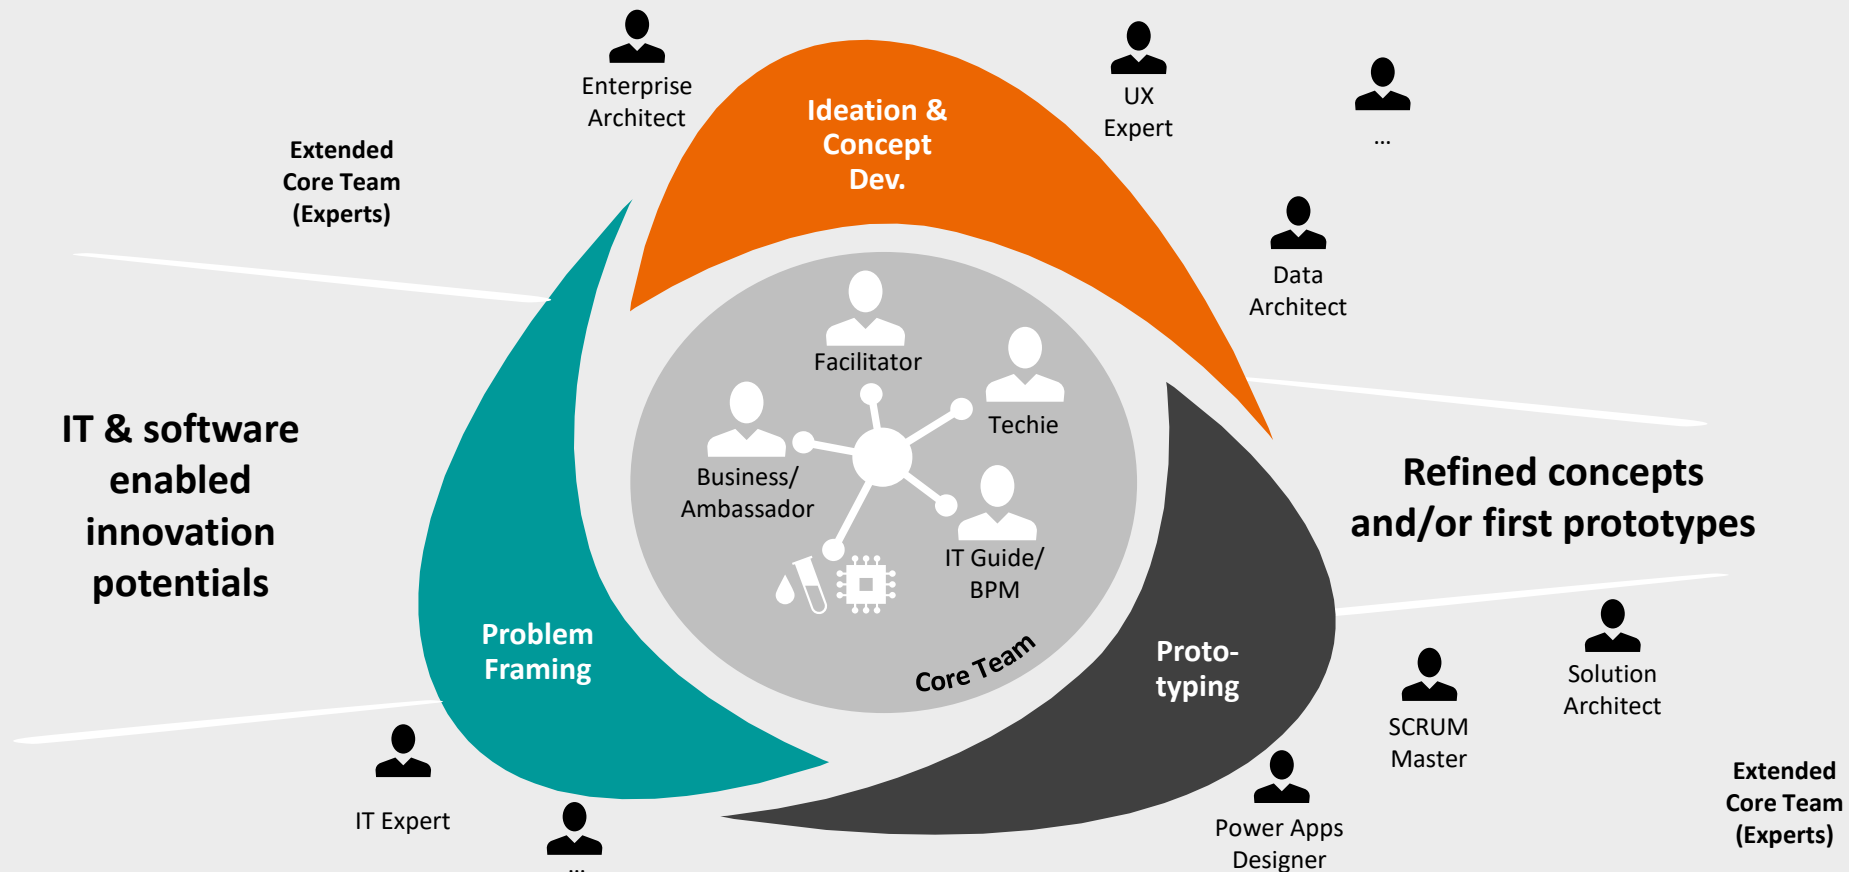 Enterprise
Architect
Ideation &
Concept
Dev.
UX
Expert
...
Extended
Core Team
(Experts)
Data
Architect
Facilitator
Techie
Business/
Ambassador
IT Guide/
BPM
Core Team
IT & software
enabled
innovation
potentials
Refined concepts
and/or first prototypes
Problem
Framing
Proto-
typing
Solution
Architect
SCRUM
Master
IT Expert
...
Power Apps
Designer
Extended
Core Team
(Experts)